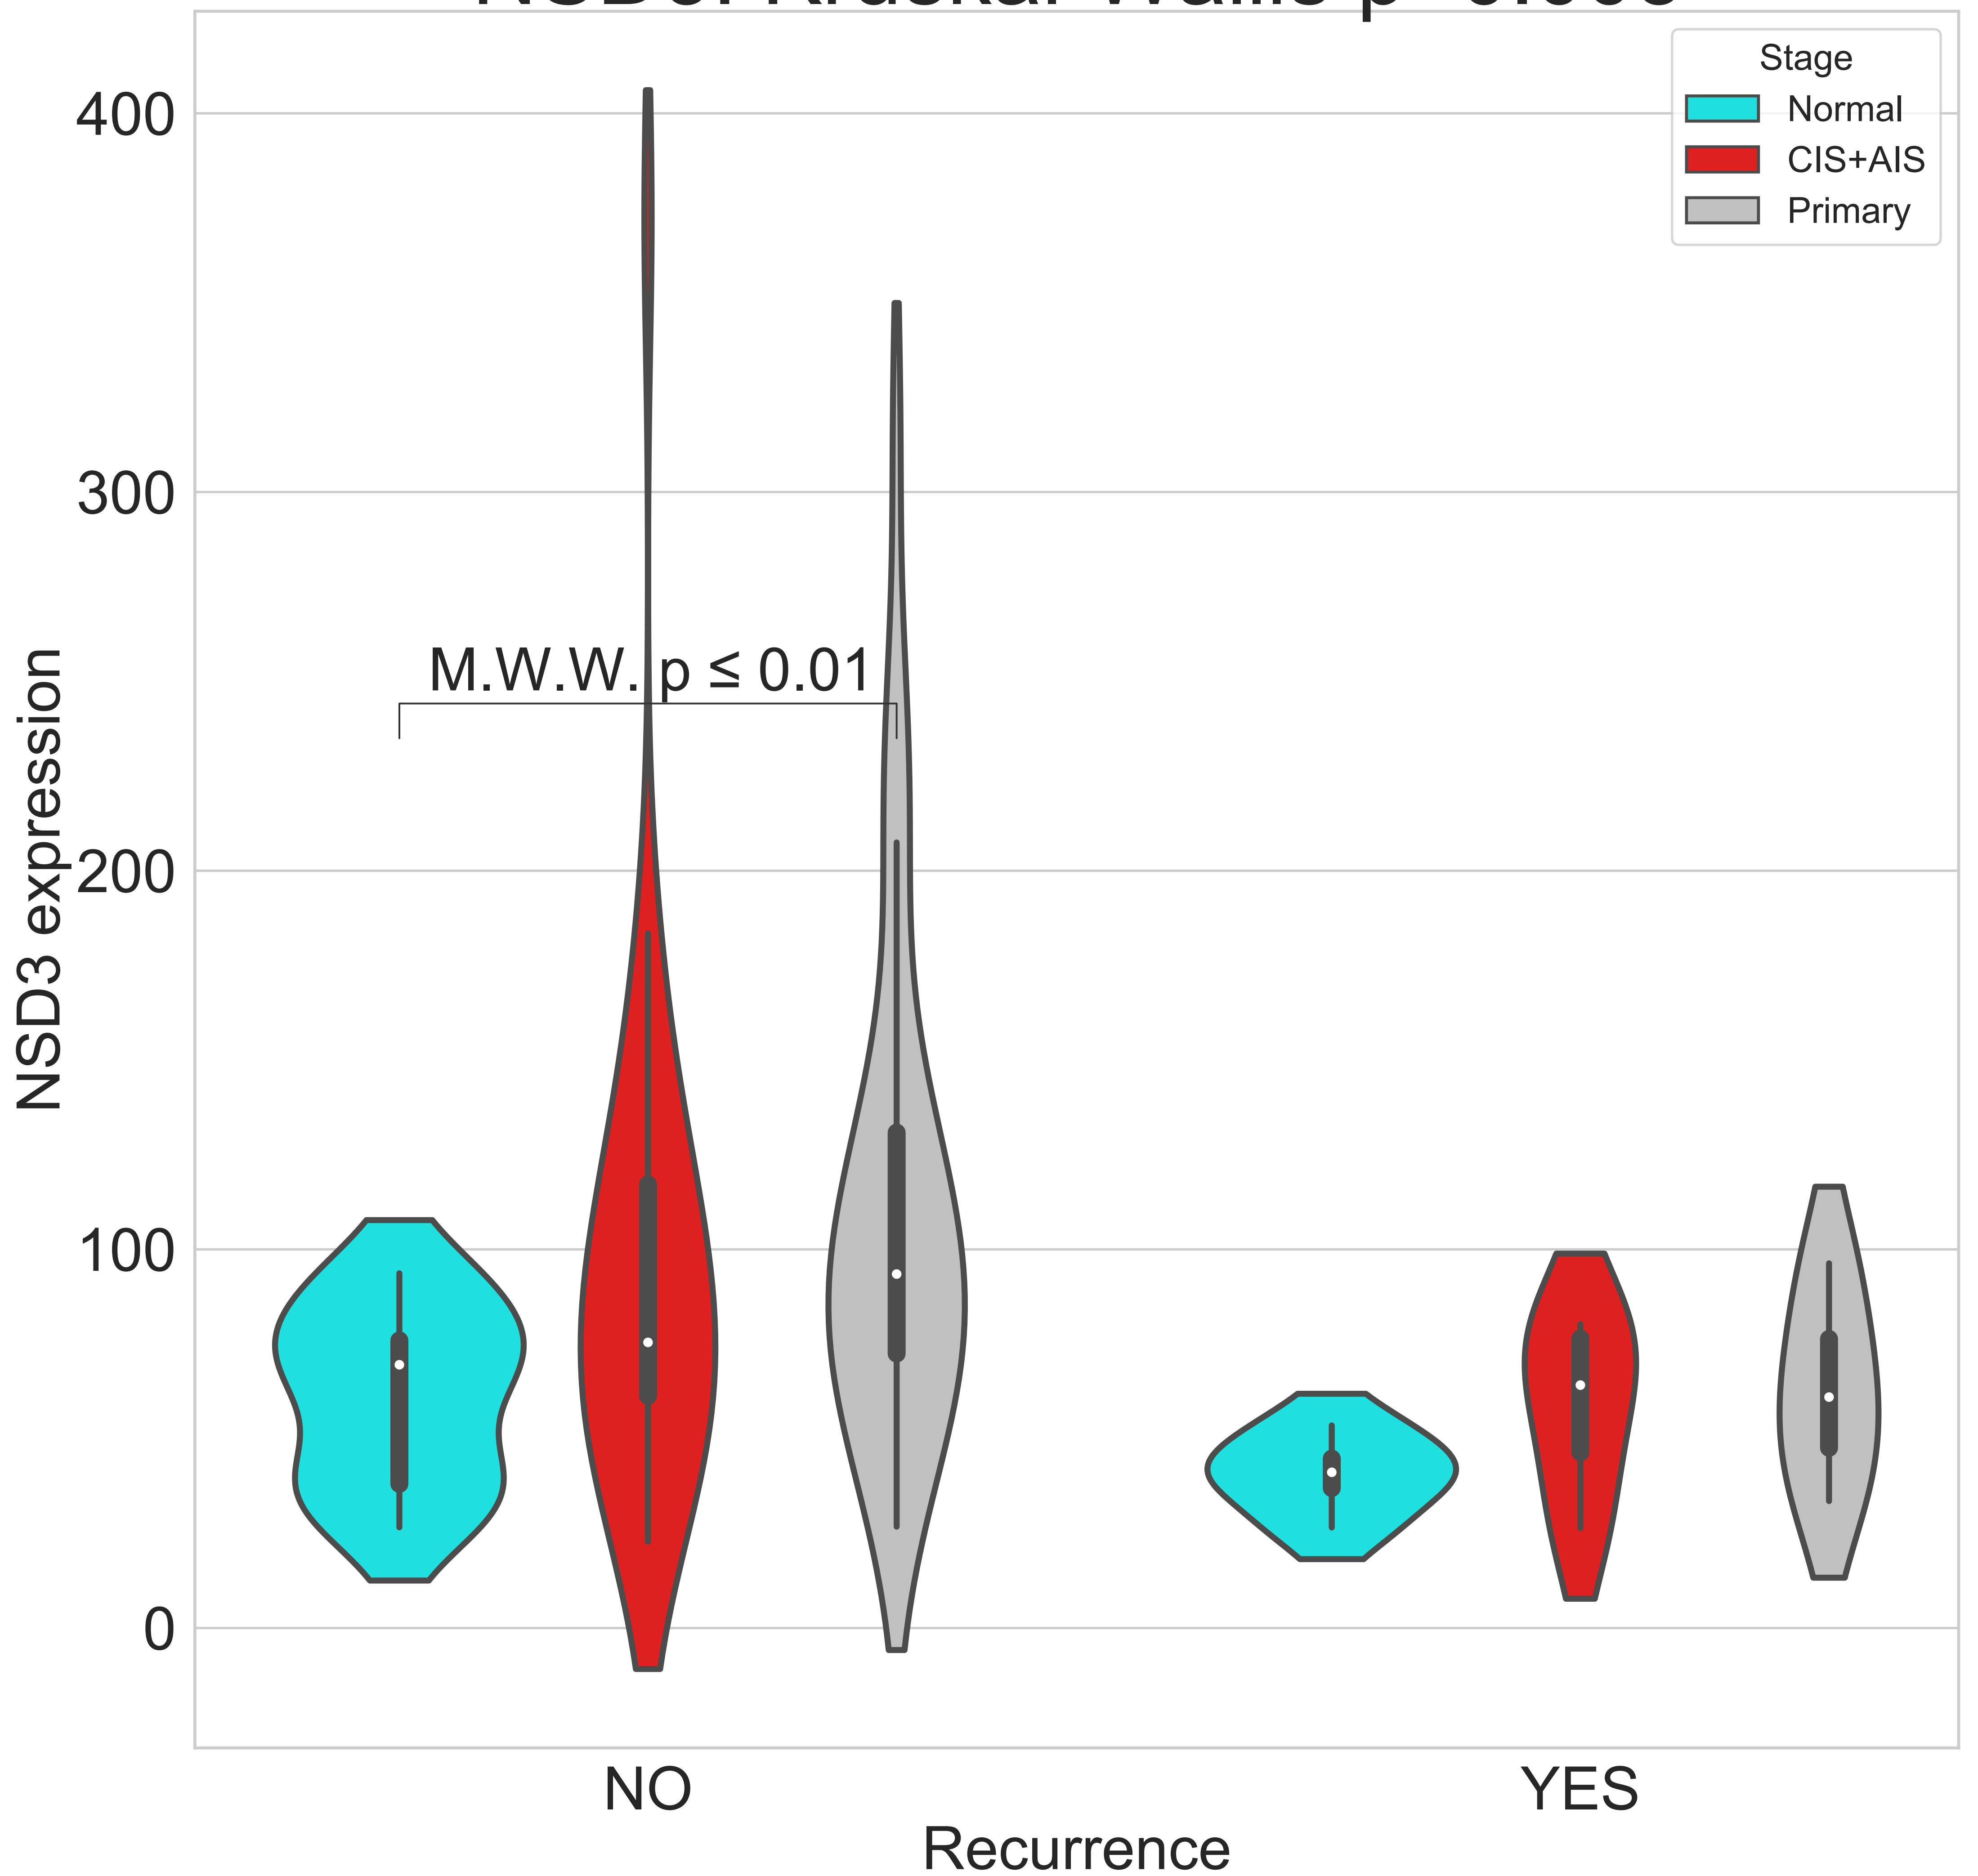 Stage
Normal
CIS+AIS
Primary
400
300
200
100
0
M.W.W. p ≤ 0.01
NSD3 expression
NO
YES
Recurrence